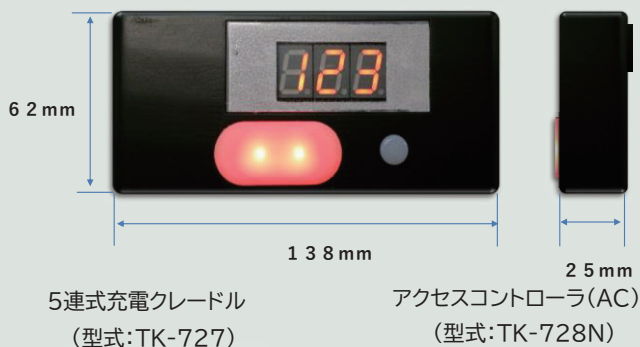 123
62mm
138mm
25mm
5連式充電クレードル
(型式:TK-727)
アクセスコントローラ(AC)
(型式:TK-728N)